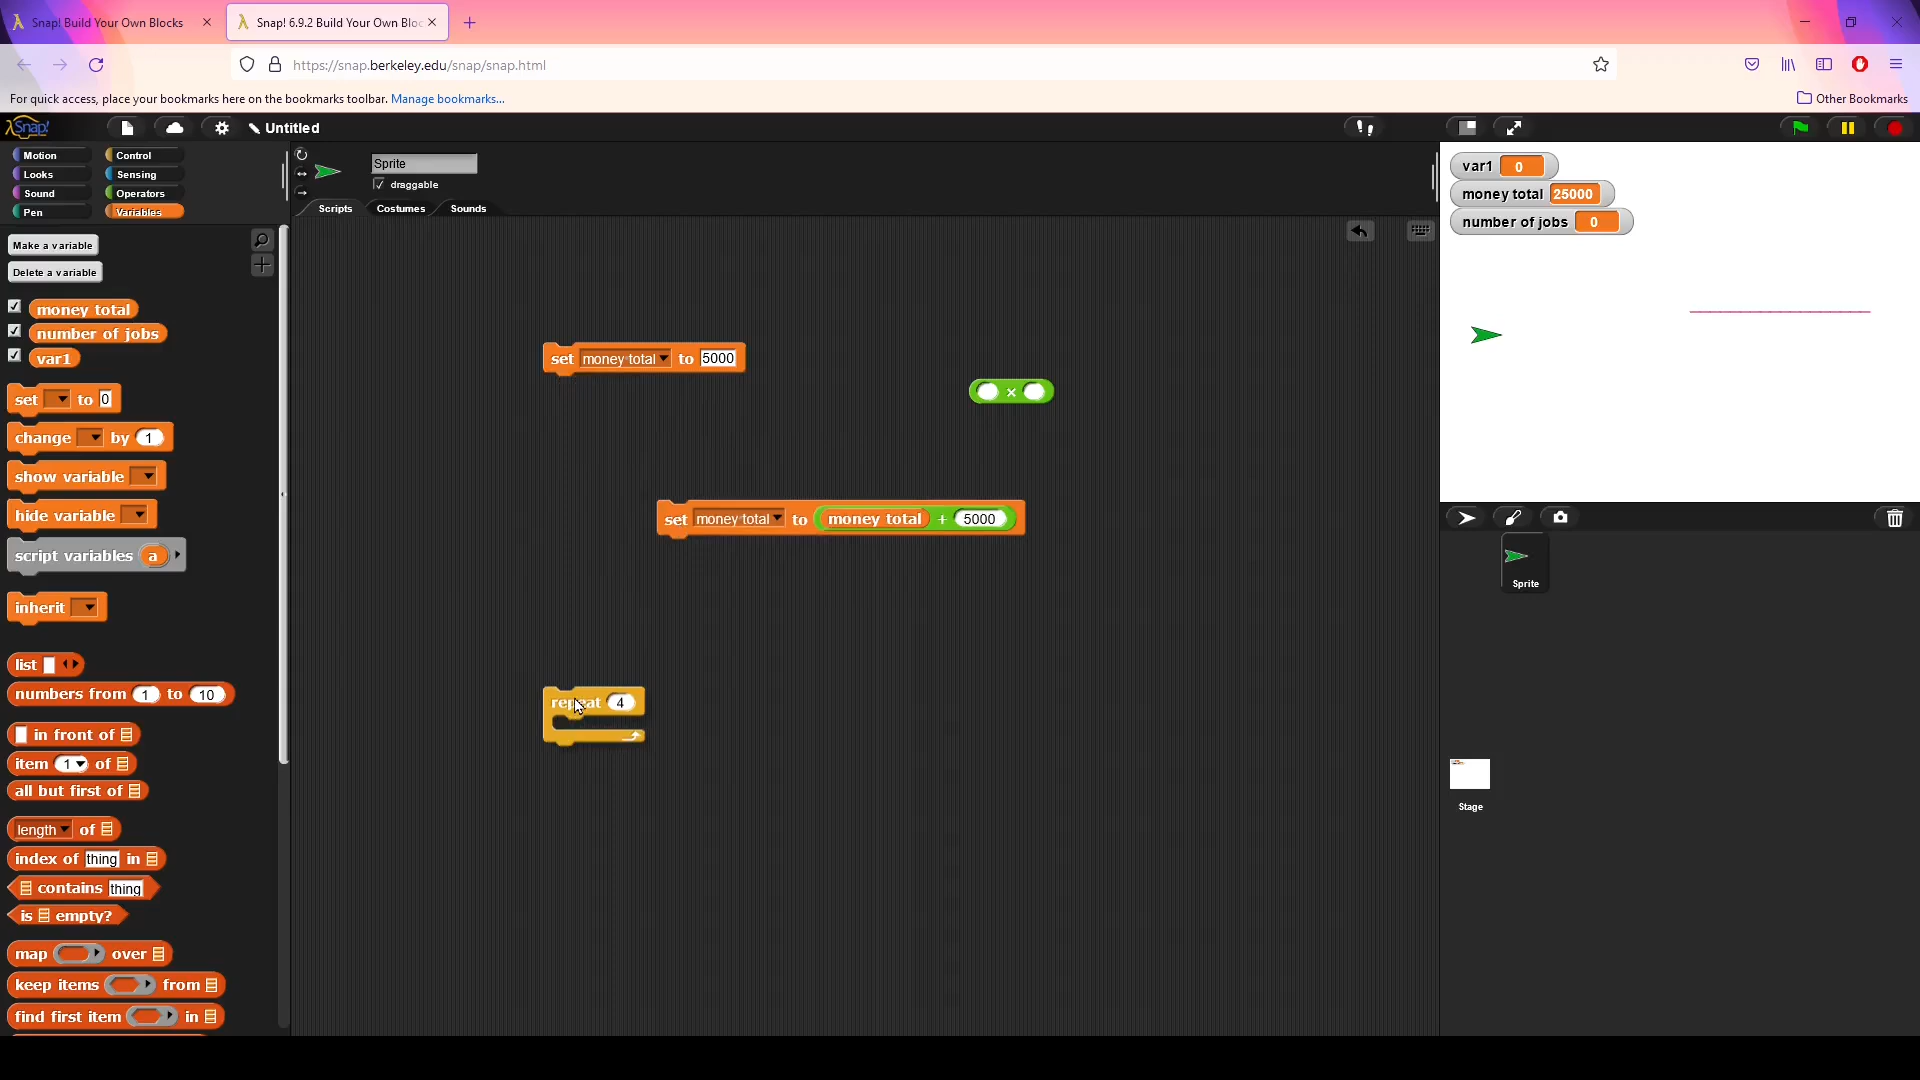 Snap! Build Your Own Blocks
Snap! 6.9.2 Build Your Own Bloc
https://snap.berkeley.edu/snap/snap.html
For quick access, place your bookmarks here on the bookmarks toolbar. Manage bookmarks...
Other Bookmarks
Snap!
Untitled
Motion
Control
Looks
Sensing
Sound
Operators
Pen
Variables
Make a variable
Delete a variable
money total
number of jobs
var1
set to 0
change by 1
show variable
hide variable
script variables a
inherit
list
numbers from 1 to 10
in front of
item 1 of
all but first of
length of
index of thing in
contains thing
is empty?
map over
keep items from
find first item in
Sprite
draggable
Scripts
Costumes
Sounds
set money total to 5000
×
set money total to money total + 5000
repeat 4
var1 0
money total 25000
number of jobs 0
Sprite
Stage